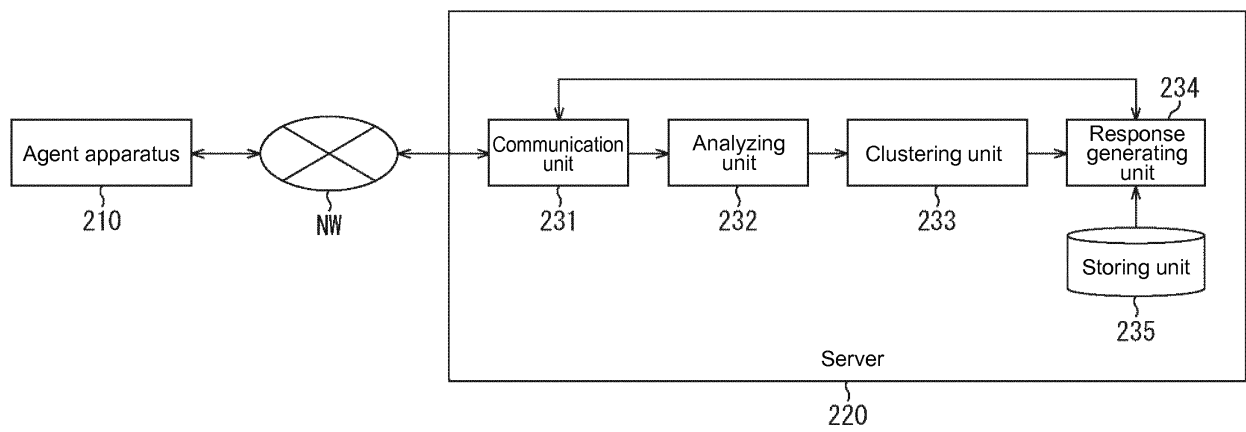 234
Agent apparatus
Communication
unit
Analyzing
unit
Clustering unit
Response
generating
unit
210
NW
231
232
233
Storing unit
235
Server
220